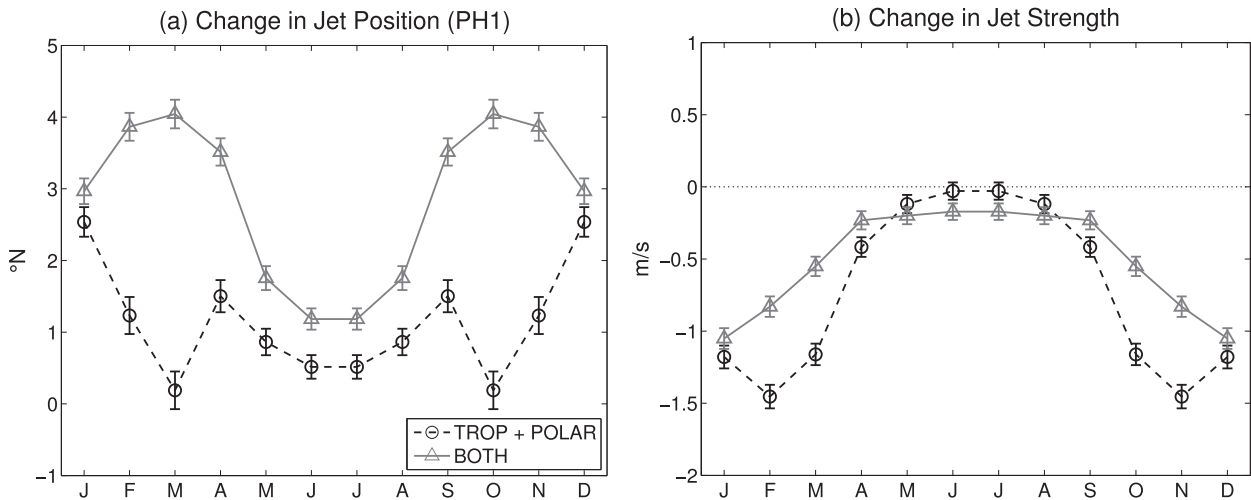 (a) Change in Jet Position (PH1)
5
4
3
2
1
0
−1
°N
J F M A M J J A S O N D
TROP + POLAR
BOTH
(b) Change in Jet Strength
1
0.5
0
−0.5
−1
−1.5
−2
m/s
J F M A M J J A S O N D